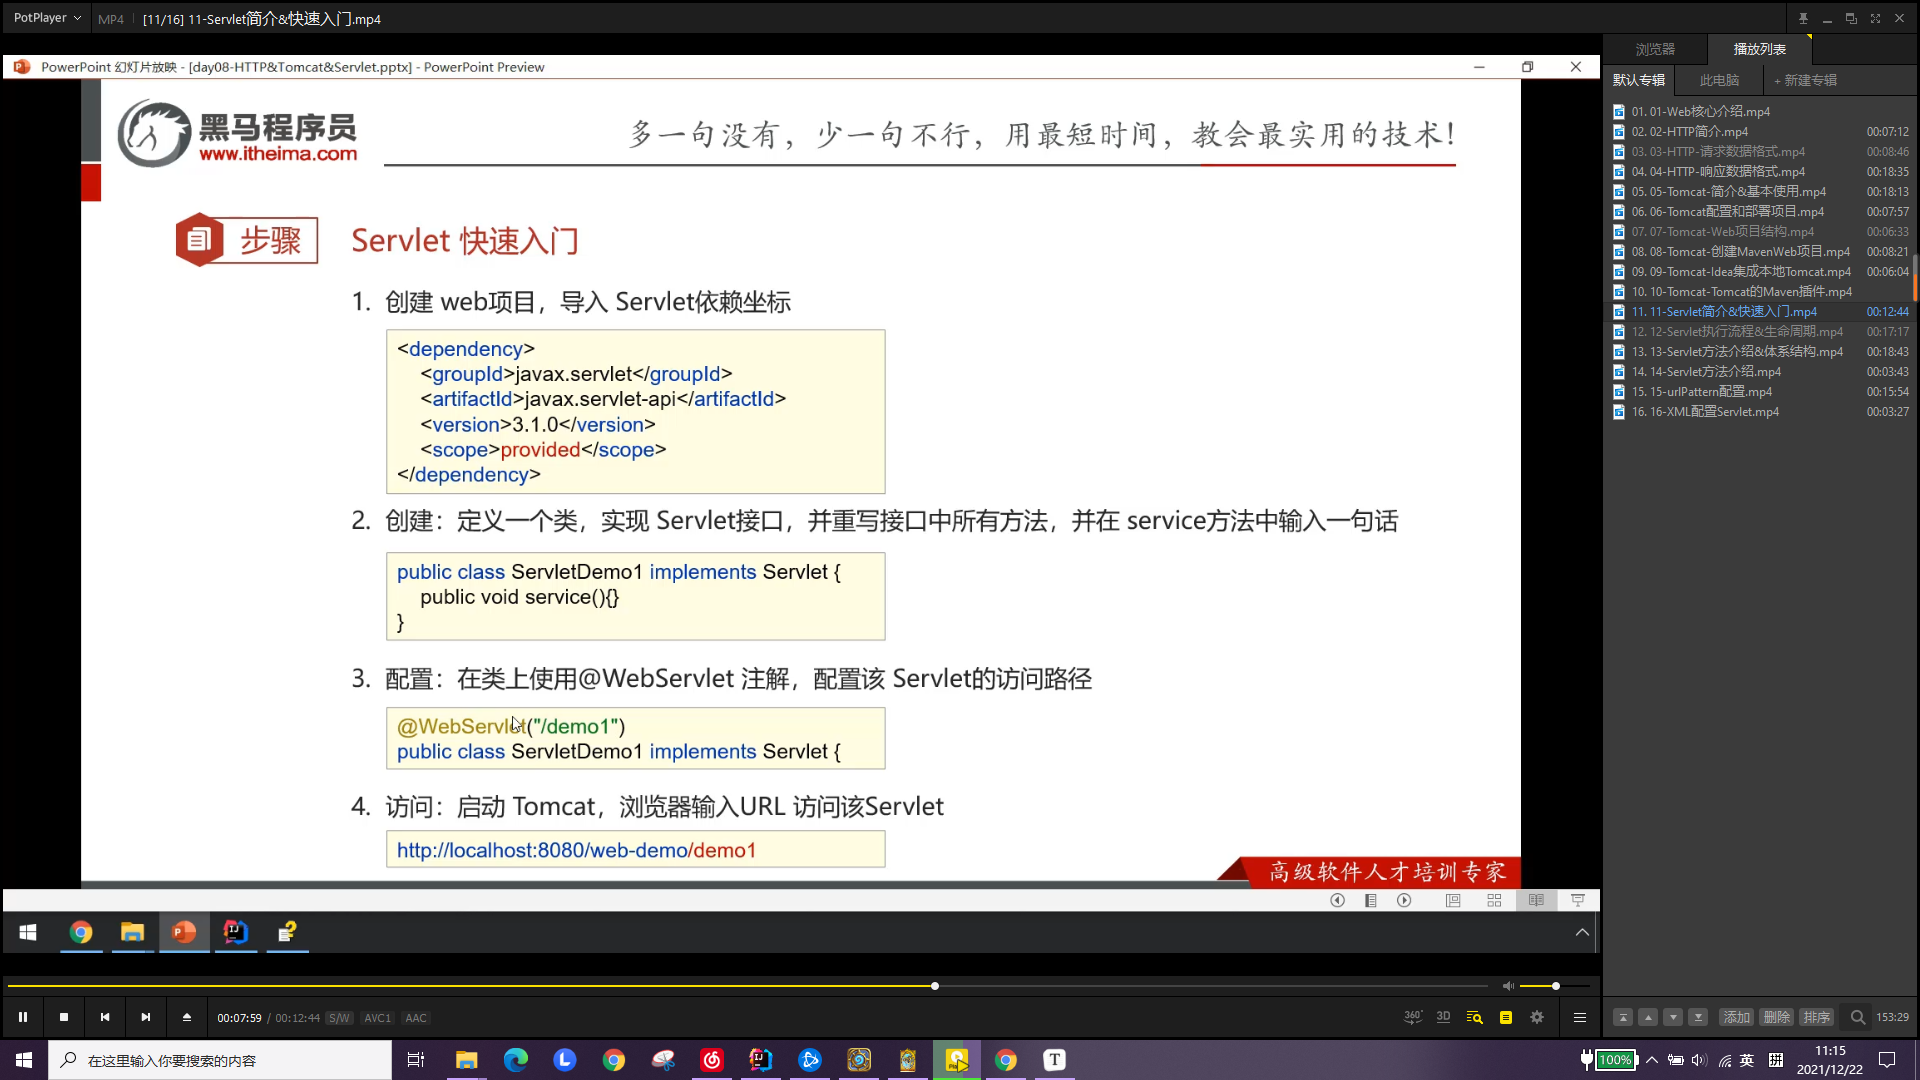 PotPlayer
MP4
[11/16] 11-Servlet简介&快速入门.mp4
浏览器
播放列表
PowerPoint 幻灯片放映 - [day08-HTTP&Tomcat&Servlet.pptx] - PowerPoint Preview
默认专辑
此电脑
+ 新建专辑
黑马程序员
www.itheima.com
多一句没有，少一句不行，用最短时间，教会最实用的技术！
步骤
Servlet 快速入门
1. 创建 web项目，导入 Servlet依赖坐标
<dependency>
<groupId>javax.servlet</groupId>
<artifactId>javax.servlet-api</artifactId>
<version>3.1.0</version>
<scope>provided</scope>
</dependency>
2. 创建：定义一个类，实现 Servlet接口，并重写接口中所有方法，并在 service方法中输入一句话
public class ServletDemo1 implements Servlet {
public void service(){}
}
3. 配置：在类上使用@WebServlet 注解，配置该 Servlet的访问路径
@WebServlet("/demo1")
public class ServletDemo1 implements Servlet {
4. 访问：启动 Tomcat，浏览器输入URL 访问该Servlet
http://localhost:8080/web-demo/demo1
高级软件人才培训专家
01. 01-Web核心介绍.mp4
02. 02-HTTP简介.mp4 00:07:12
03. 03-HTTP-请求数据格式.mp4 00:08:46
04. 04-HTTP-响应数据格式.mp4 00:18:35
05. 05-Tomcat-简介&基本使用.mp4 00:18:13
06. 06-Tomcat配置和部署项目.mp4 00:07:57
07. 07-Tomcat-Web项目结构.mp4 00:06:33
08. 08-Tomcat-创建MavenWeb项目.mp4 00:08:21
09. 09-Tomcat-Idea集成本地Tomcat.mp4 00:06:04
10. 10-Tomcat-Tomcat的Maven插件.mp4
11. 11-Servlet简介&快速入门.mp4 00:12:44
12. 12-Servlet执行流程&生命周期.mp4 00:17:17
13. 13-Servlet方法介绍&体系结构.mp4 00:18:43
14. 14-Servlet方法介绍.mp4 00:03:43
15. 15-urlPattern配置.mp4 00:15:54
16. 16-XML配置Servlet.mp4 00:03:27
00:07:59 / 00:12:44 S/W AVC1 AAC
360° 3D
添加 删除 排序 153:29
在这里输入你要搜索的内容
100%
英
拼
11:15
2021/12/22